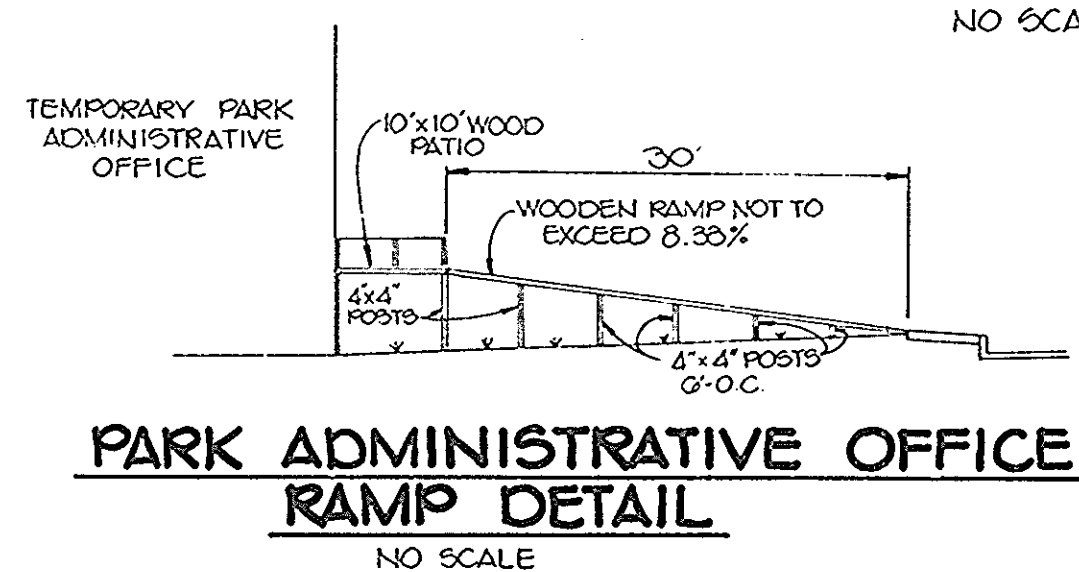 NO SCA
TEMPORARY PARK
ADMINISTRATIVE
OFFICE
10'x10' WOOD
PATIO
30'
WOODEN RAMP NOT TO
EXCEED 8.33%
4"x4"
POSTS
4"x4" POSTS
6'-O.C.
PARK ADMINISTRATIVE OFFICE
RAMP DETAIL
NO SCALE